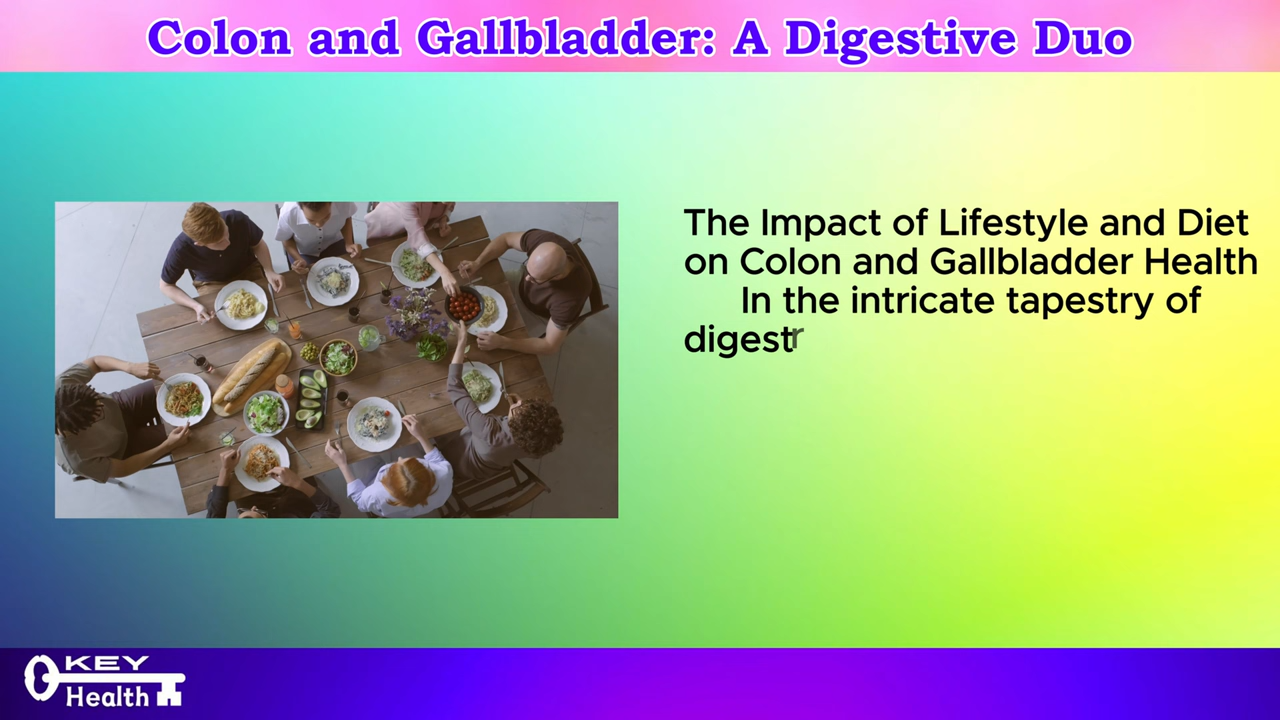 Colon and Gallbladder: A Digestive Duo
The Impact of Lifestyle and Diet
on Colon and Gallbladder Health
In the intricate tapestry of
digestr
KEY
Health